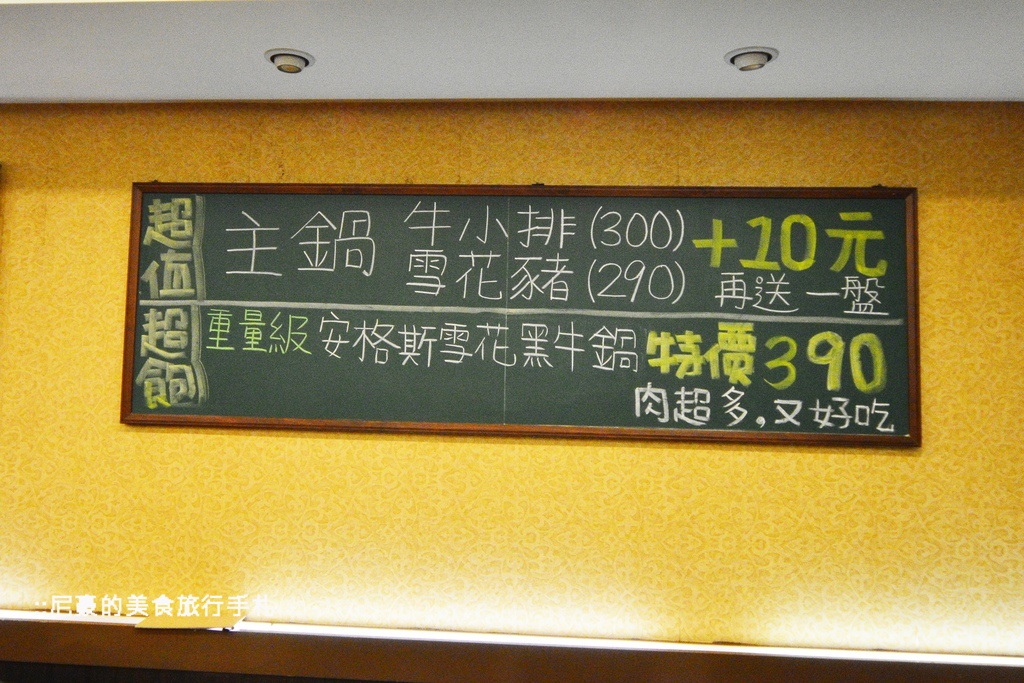 超值
主鍋 牛小排(300) +10元
雪花豬(290) 再送一盤
超飽
重量級 安格斯雪花黑牛鍋 特價390
肉超多,又好吃
尼豪的美食旅行手札